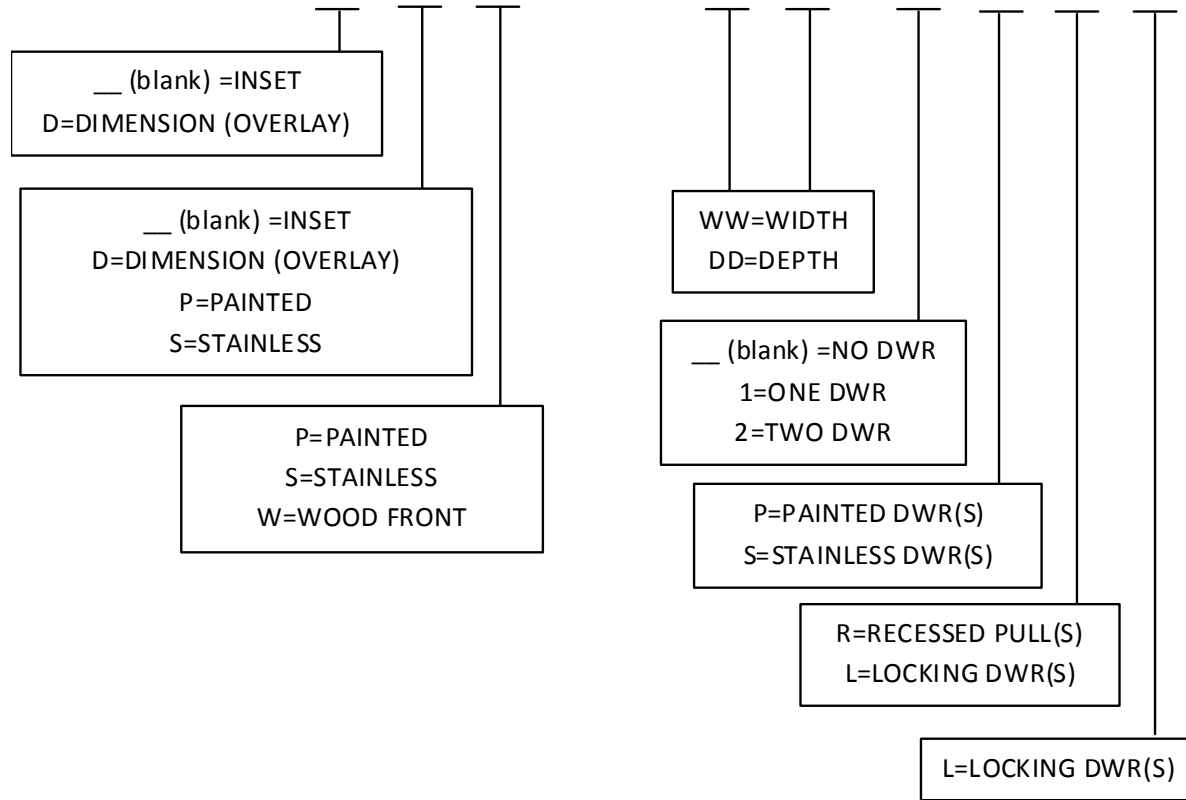 __ (blank) =INSET
D=DIMENSION (OVERLAY)
__ (blank) =INSET
D=DIMENSION (OVERLAY)
P=PAINTED
S=STAINLESS
P=PAINTED
S=STAINLESS
W=WOOD FRONT
WW=WIDTH
DD=DEPTH
__ (blank) =NO DWR
1=ONE DWR
2=TWO DWR
P=PAINTED DWR(S)
S=STAINLESS DWR(S)
R=RECESSED PULL(S)
L=LOCKING DWR(S)
L=LOCKING DWR(S)